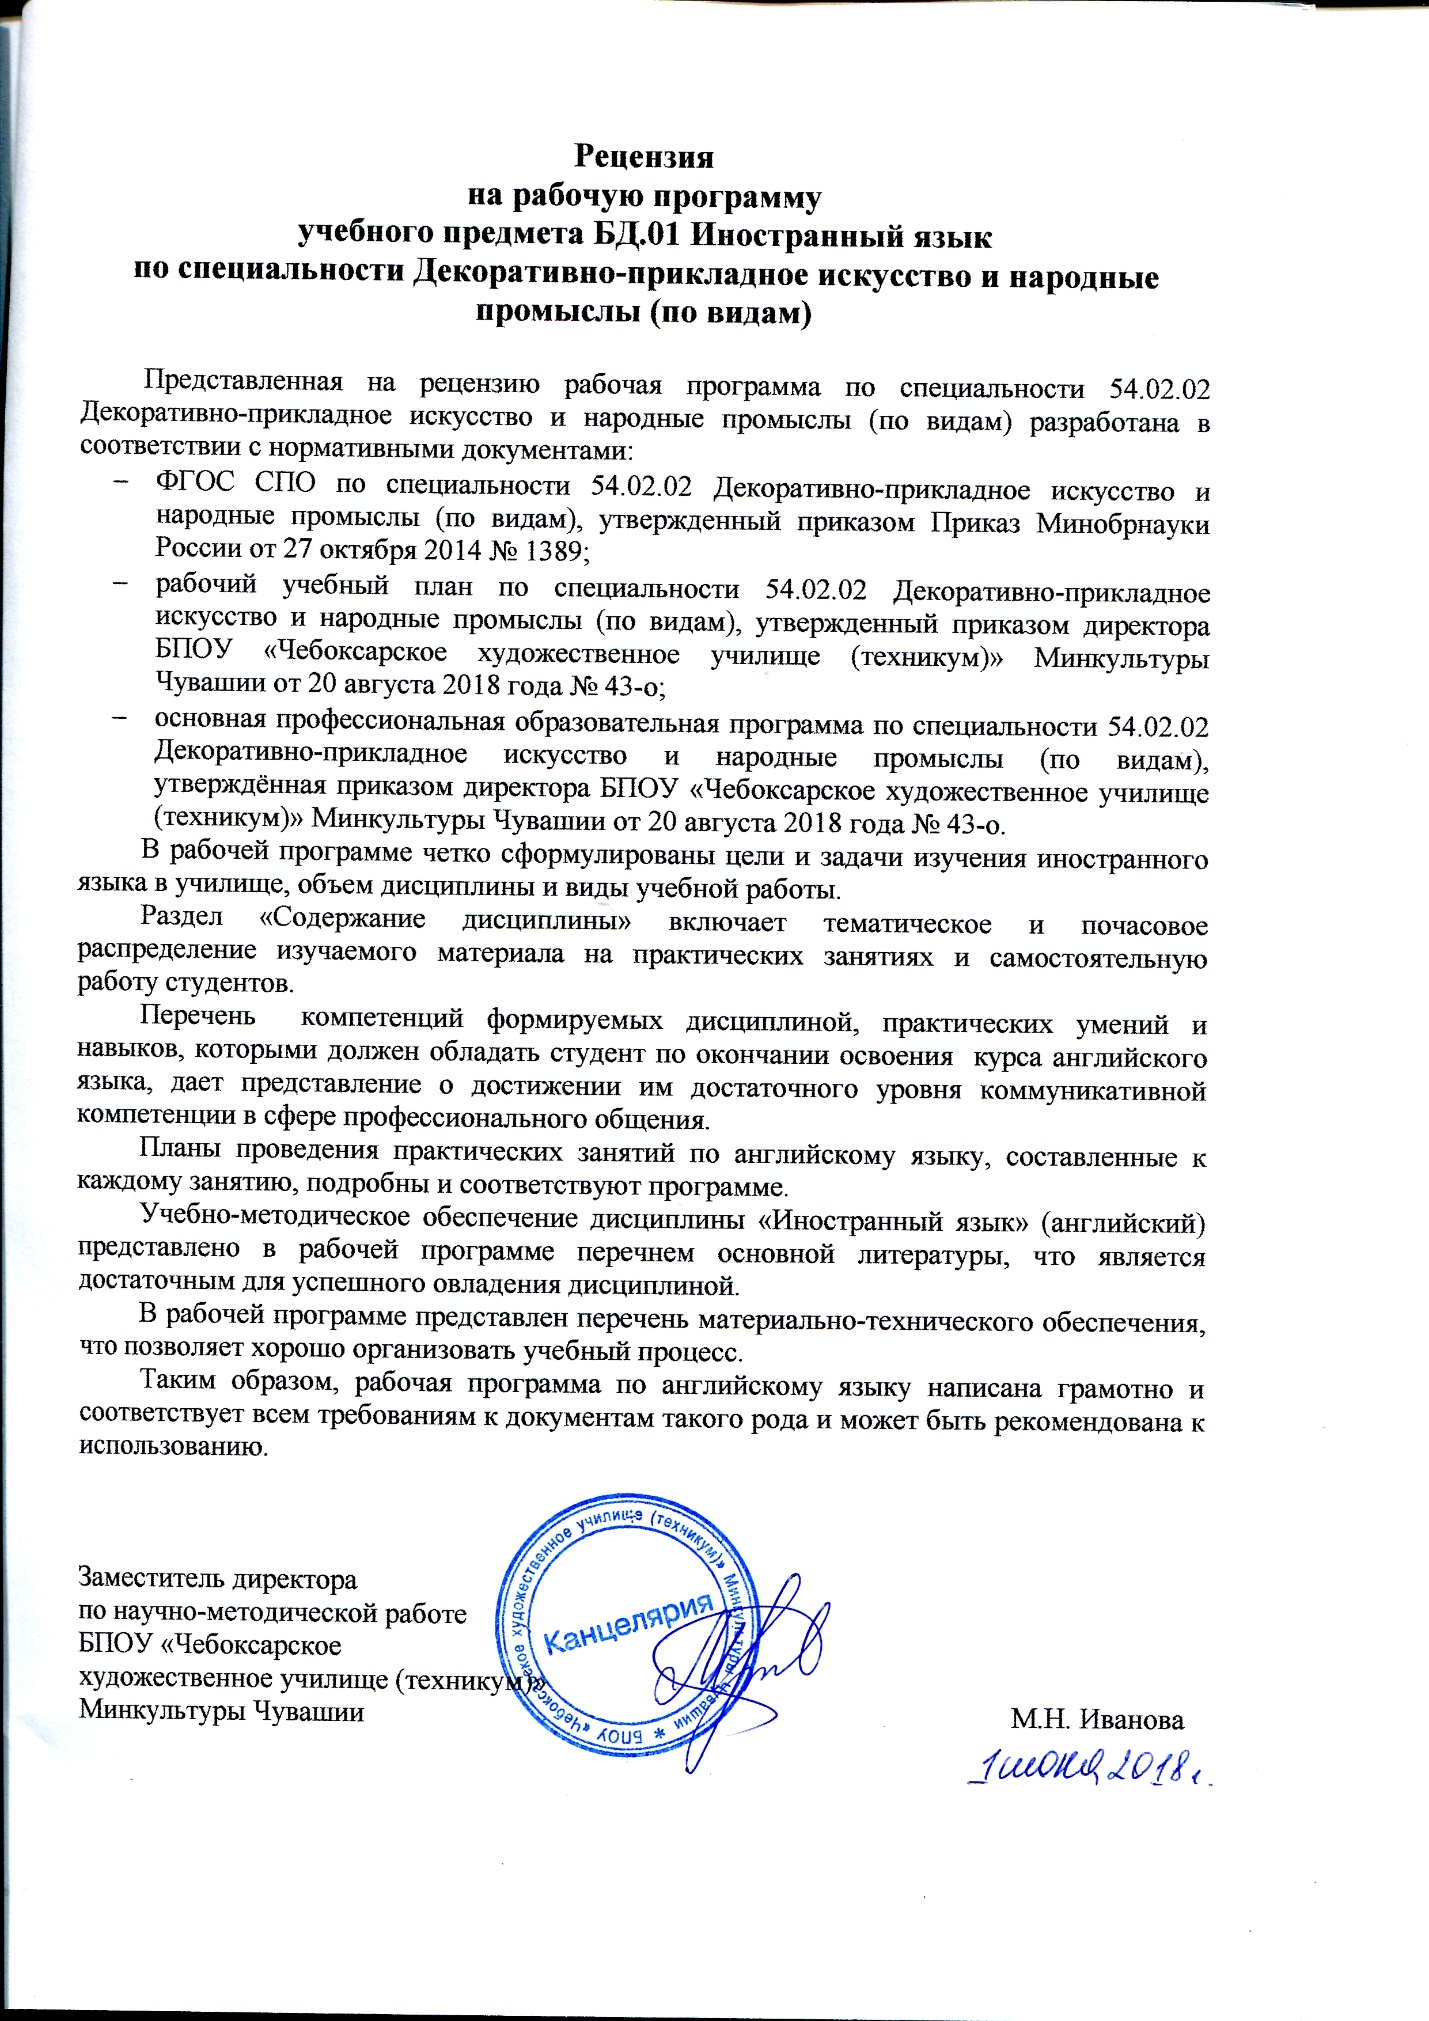 Рецензия
на рабочую программу
учебного предмета БД.01 Иностранный язык
по специальности Декоративно-прикладное искусство и народные
промыслы (по видам)
Представленная на рецензию рабочая программа по специальности 54.02.02
Декоративно-прикладное искусство и народные промыслы (по видам) разработана в
соответствии с нормативными документами:
– ФГОС СПО по специальности 54.02.02 Декоративно-прикладное искусство и
народные промыслы (по видам), утвержденный приказом Приказ Минобрнауки
России от 27 октября 2014 № 1389;
– рабочий учебный план по специальности 54.02.02 Декоративно-прикладное
искусство и народные промыслы (по видам), утвержденный приказом директора
БПОУ «Чебоксарское художественное училище (техникум)» Минкультуры
Чувашии от 20 августа 2018 года № 43-о;
– основная профессиональная образовательная программа по специальности 54.02.02
Декоративно-прикладное искусство и народные промыслы (по видам),
утверждённая приказом директора БПОУ «Чебоксарское художественное училище
(техникум)» Минкультуры Чувашии от 20 августа 2018 года № 43-о.
В рабочей программе четко сформулированы цели и задачи изучения иностранного
языка в училище, объем дисциплины и виды учебной работы.
Раздел «Содержание дисциплины» включает тематическое и почасовое
распределение изучаемого материала на практических занятиях и самостоятельную
работу студентов.
Перечень компетенций формируемых дисциплиной, практических умений и
навыков, которыми должен обладать студент по окончании освоения курса английского
языка, дает представление о достижении им достаточного уровня коммуникативной
компетенции в сфере профессионального общения.
Планы проведения практических занятий по английскому языку, составленные к
каждому занятию, подробны и соответствуют программе.
Учебно-методическое обеспечение дисциплины «Иностранный язык» (английский)
представлено в рабочей программе перечнем основной литературы, что является
достаточным для успешного овладения дисциплиной.
В рабочей программе представлен перечень материально-технического обеспечения,
что позволяет хорошо организовать учебный процесс.
Таким образом, рабочая программа по английскому языку написана грамотно и
соответствует всем требованиям к документам такого рода и может быть рекомендована к
использованию.
Заместитель директора
по научно-методической работе
БПОУ «Чебоксарское
художественное училище (техникум)»
Минкультуры Чувашии
БПОУ «Чебоксарское художественное училище (техникум)» Минкультуры Чувашии *
Канцелярия
М.Н. Иванова
1 июня 2018 г.